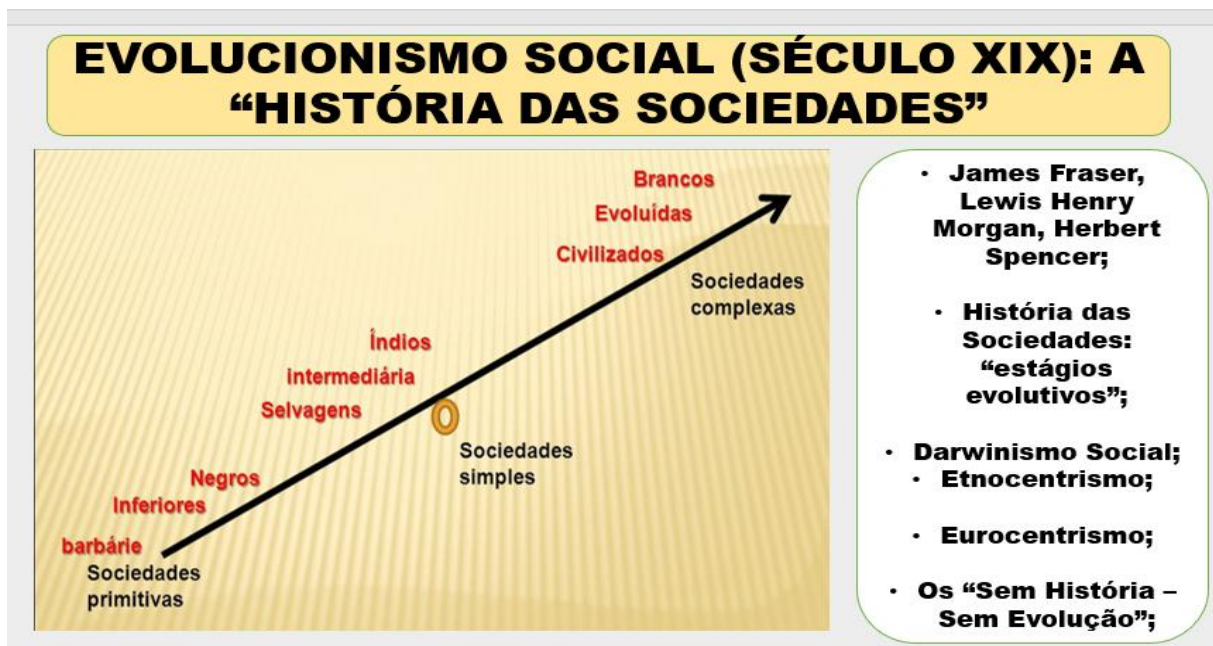 EVOLUCIONISMO SOCIAL (SÉCULO XIX): A
“HISTÓRIA DAS SOCIEDADES”
Brancos
Evoluídas
Civilizados
Sociedades
complexas
Índios
intermediária
Selvagens
Sociedades
simples
Negros
Inferiores
barbárie
Sociedades
primitivas
• James Fraser,
Lewis Henry
Morgan, Herbert
Spencer;
• História das
Sociedades:
“estágios
evolutivos”;
• Darwinismo Social;
• Etnocentrismo;
• Eurocentrismo;
• Os “Sem História –
Sem Evolução”;